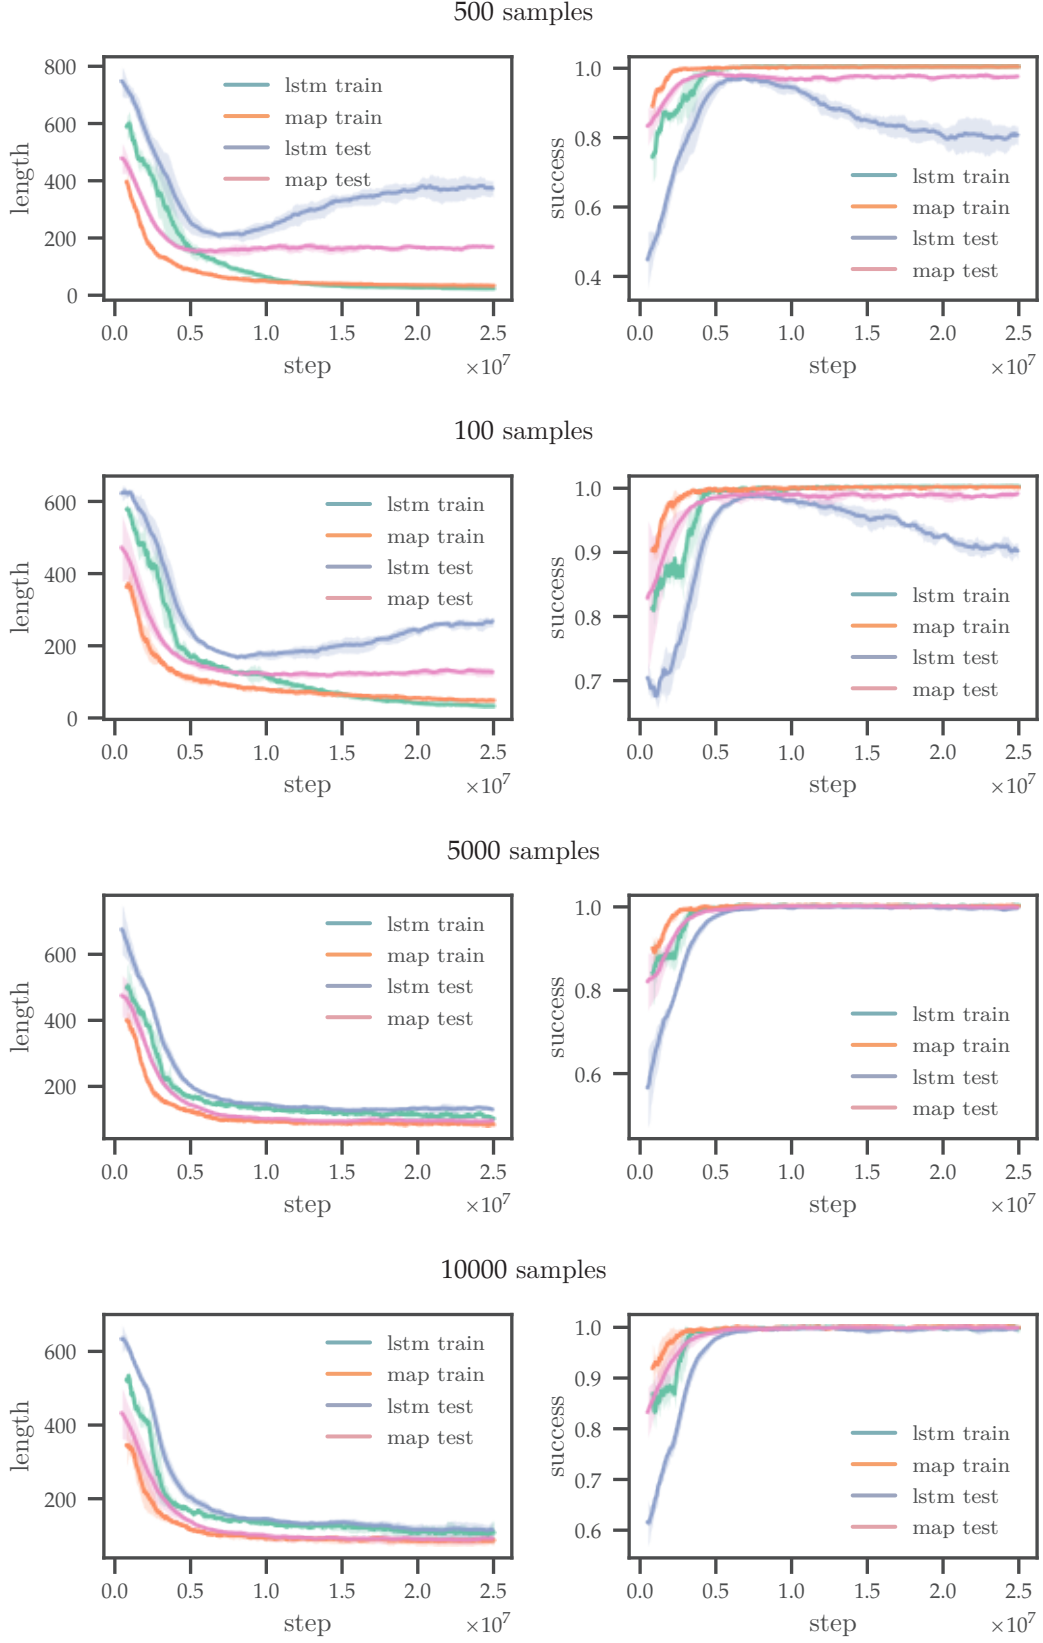 500 samples
800
600
400
200
0
length
lstm train
map train
lstm test
map test
0.0 0.5 1.0 1.5 2.0 2.5
step
×10⁷
1.0
0.8
0.6
0.4
success
lstm train
map train
lstm test
map test
0.0 0.5 1.0 1.5 2.0 2.5
step
×10⁷
100 samples
600
400
200
0
length
lstm train
map train
lstm test
map test
0.0 0.5 1.0 1.5 2.0 2.5
step
×10⁷
1.0
0.9
0.8
0.7
success
lstm train
map train
lstm test
map test
0.0 0.5 1.0 1.5 2.0 2.5
step
×10⁷
5000 samples
600
400
200
length
lstm train
map train
lstm test
map test
0.0 0.5 1.0 1.5 2.0 2.5
step
×10⁷
1.0
0.8
0.6
success
lstm train
map train
lstm test
map test
0.0 0.5 1.0 1.5 2.0 2.5
step
×10⁷
10000 samples
600
400
200
length
lstm train
map train
lstm test
map test
0.0 0.5 1.0 1.5 2.0 2.5
step
×10⁷
1.0
0.9
0.8
0.7
0.6
success
lstm train
map train
lstm test
map test
0.0 0.5 1.0 1.5 2.0 2.5
step
×10⁷